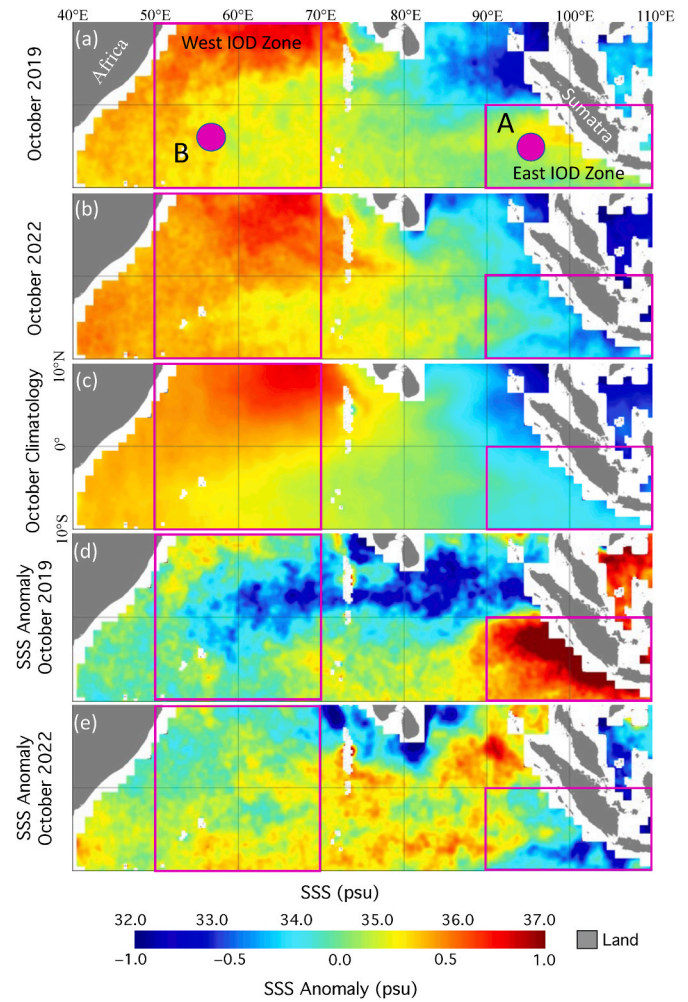 40°E 50°E 60°E 70°E 80°E 90°E 100°E 110°E
(a)
Africa
West IOD Zone
B
A
Sumatra
East IOD Zone
October 2019
(b)
October 2022
(c)
October Climatology
10°N
0°
10°S
(d)
SSS Anomaly
October 2019
(e)
SSS Anomaly
October 2022
SSS (psu)
32.0 33.0 34.0 35.0 36.0 37.0
−1.0 −0.5 0.0 0.5 1.0
Land
SSS Anomaly (psu)